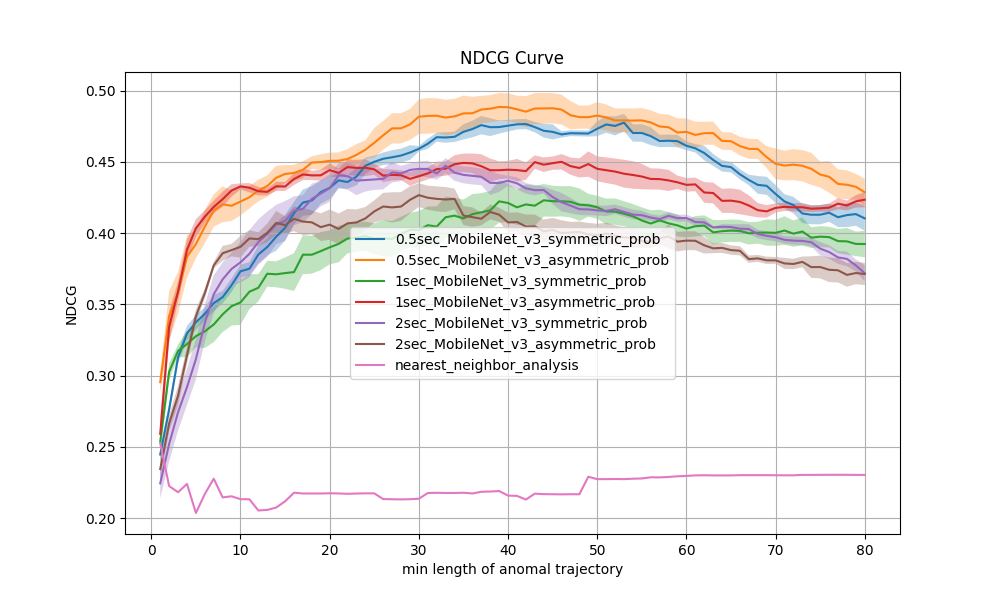 NDCG Curve
0.50
0.45
0.40
0.35
0.30
0.25
0.20
NDCG
0.5sec_MobileNet_v3_symmetric_prob
0.5sec_MobileNet_v3_asymmetric_prob
1sec_MobileNet_v3_symmetric_prob
1sec_MobileNet_v3_asymmetric_prob
2sec_MobileNet_v3_symmetric_prob
2sec_MobileNet_v3_asymmetric_prob
nearest_neighbor_analysis
0 10 20 30 40 50 60 70 80
min length of anomal trajectory